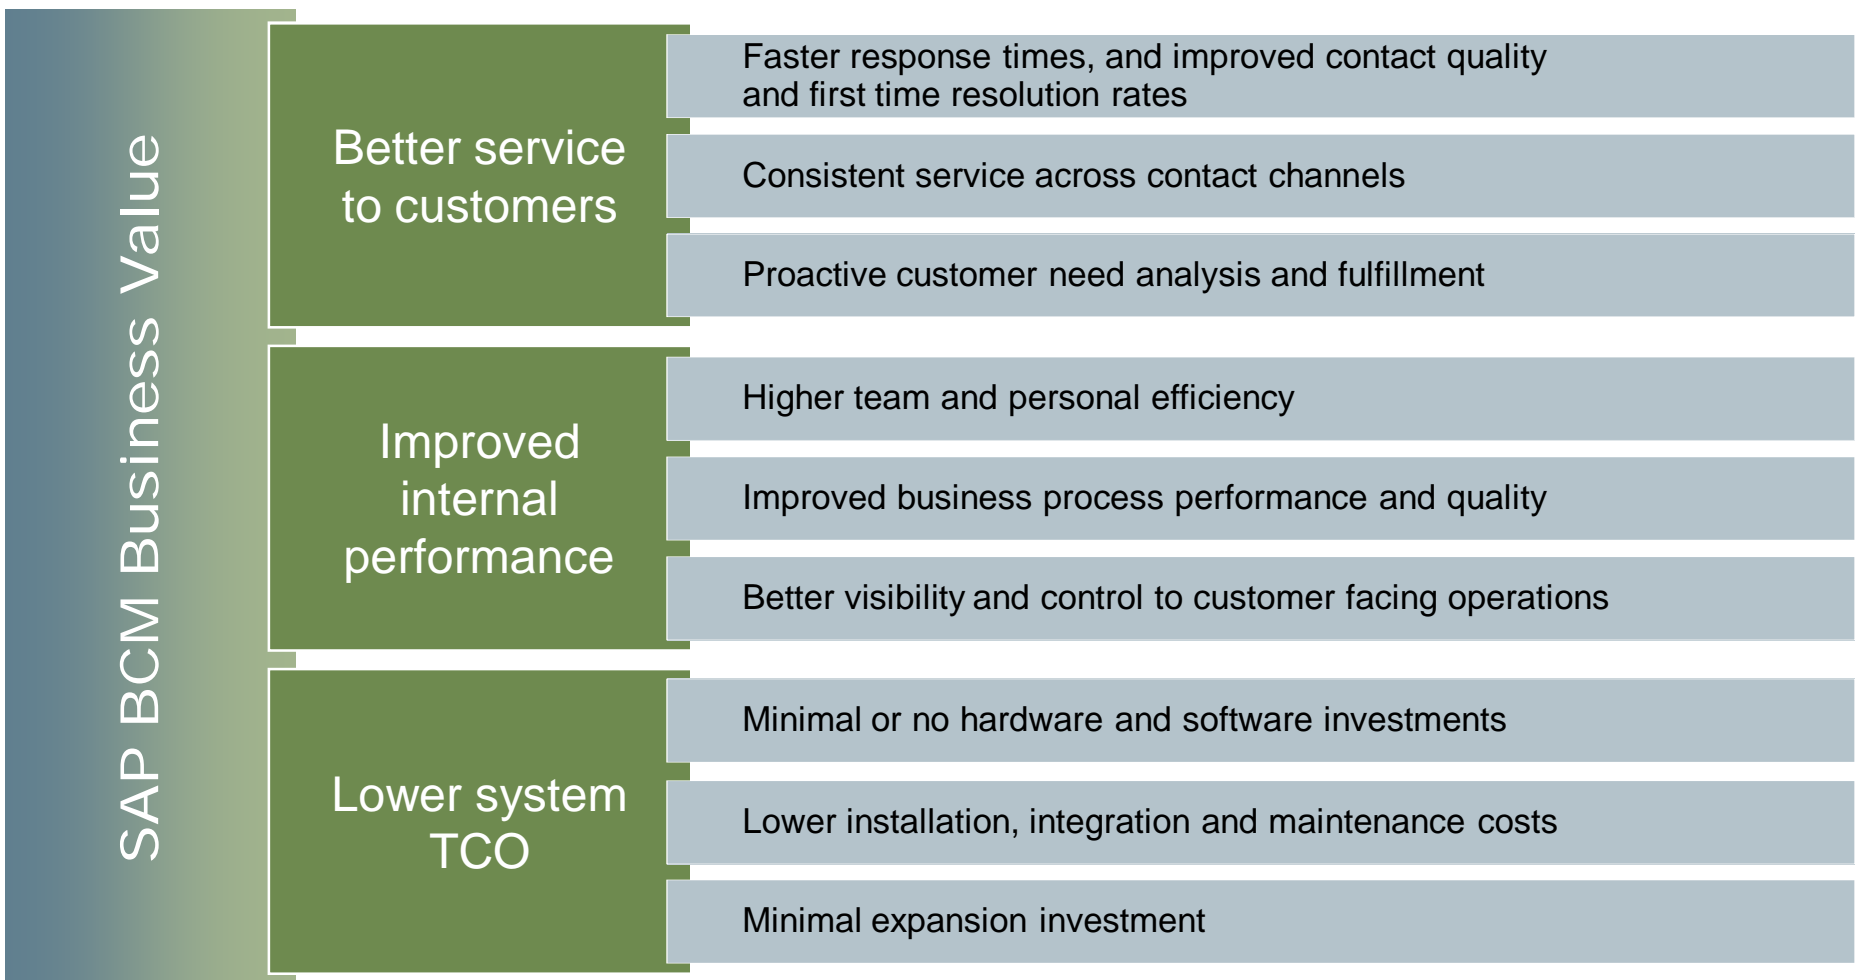 SAP BCM Business Value
Better service
to customers
Faster response times, and improved contact quality
and first time resolution rates
Consistent service across contact channels
Proactive customer need analysis and fulfillment
Improved
internal
performance
Higher team and personal efficiency
Improved business process performance and quality
Better visibility and control to customer facing operations
Lower system
TCO
Minimal or no hardware and software investments
Lower installation, integration and maintenance costs
Minimal expansion investment